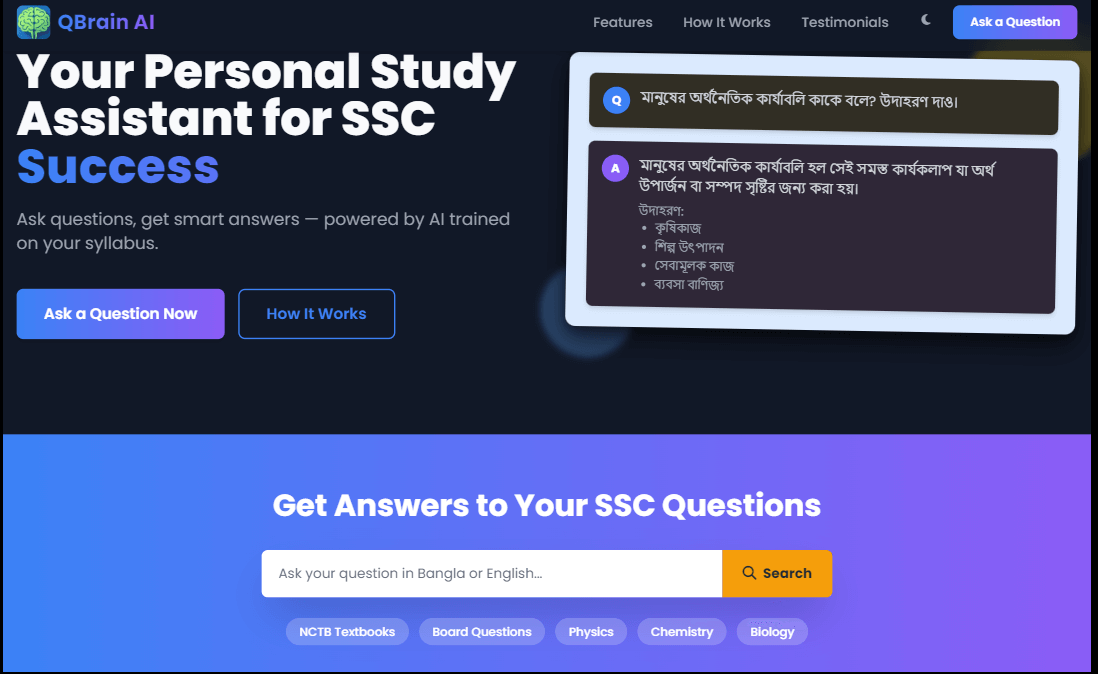 QBrain AI
Features
How It Works
Testimonials
Ask a Question
Your Personal Study
Assistant for SSC
Success
Ask questions, get smart answers — powered by AI trained
on your syllabus.
Ask a Question Now
How It Works
Q
মানুষের অর্থনৈতিক কার্যাবলি কাকে বলে? উদাহরণ দাও।
A
মানুষের অর্থনৈতিক কার্যাবলি হল সেই সমস্ত কার্যকলাপ যা অর্থ
উপার্জন বা সম্পদ সৃষ্টির জন্য করা হয়।
উদাহরণ:
• কৃষিকাজ
• শিল্প উৎপাদন
• সেবামূলক কাজ
• ব্যবসা বাণিজ্য
Get Answers to Your SSC Questions
Ask your question in Bangla or English...
Search
NCTB Textbooks
Board Questions
Physics
Chemistry
Biology